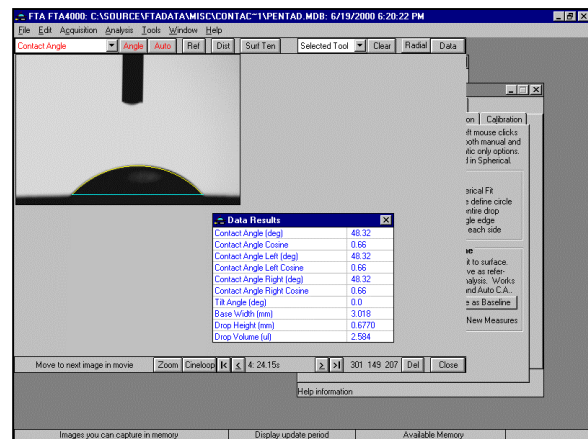 FTA FTA4000: C:\SOURCE\FTADATA\MISC\CONTAC~1\PENTAD.MDB: 6/19/2000 6:20:22 PM
File Edit Acquisition Analysis Tools Window Help
Contact Angle Angle Auto Ref Dist Surf Ten Selected Tool Clear Radial Data
on Calibration
ft mouse clicks
oth manual and
tic only options.
d in Spherical.
erical Fit
e define circle
entire drop
gle edge
each side
Data Results
Contact Angle (deg) 48.32
Contact Angle Cosine 0.66
Contact Angle Left (deg) 48.32
Contact Angle Left Cosine 0.66
Contact Angle Right (deg) 48.32
Contact Angle Right Cosine 0.66
Tilt Angle (deg) 0.0
Base Width (mm) 3.018
Drop Height (mm) 0.6770
Drop Volume (ul) 2.584
ne
it to surface.
ve as refer-
nalysis. Works
and Auto C.A..
e as Baseline
New Measures
Move to next image in movie Zoom Cineloop K < 4: 24.15s > >| 301 149 207 Del Close
Help information
Images you can capture in memory Display update period Available Memory